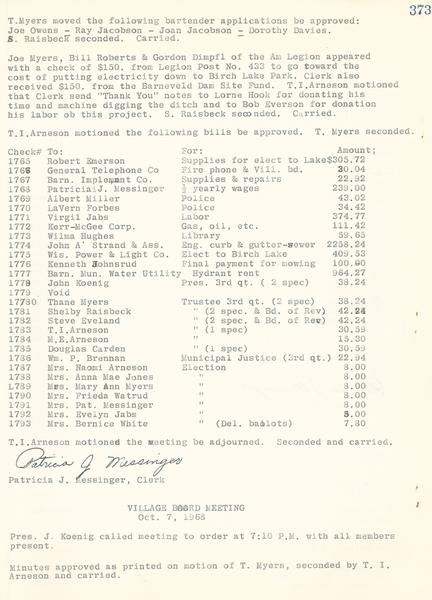 373
T.Myers moved the following bartender applications be approved:
Joe Owens - Ray Jacobson - Joan Jacobson - Dorothy Davies.
S. Raisbeck seconded. Carried.
Joe Myers, Bill Roberts & Gordon Dimpfl of the Am Legion appeared
with a check of $150. from Legion Post No. 433 to go toward the
cost of putting electricity down to Birch Lake Park. Clerk also
received $150. from the Barneveld Dam Site Fund. T.I.Arneson motioned
that Clerk send "Thank You" notes to Lorne Hook for donating his
time and machine digging the ditch and to Bob Everson for donation
his labor ob this project. S. Raisbeck seconded. Carried.
T.I.Arneson motioned the following bills be approved. T. Myers seconded.
Check# To: For: Amount;
1765 Robert Emerson Supplies for elect to Lake $305.72
1766 General Telephone Co Fire phone & Vill. bd. 20.04
1767 Barn. Implement Co. Supplies & repairs 22.92
1768 Patricia J. Messinger ½ yearly wages 239.00
1769 Albert Miller Police 43.02
1770 LaVern Forbes Police 34.42
1771 Virgil Jabs Labor 374.77
1772 Kerr-McGee Corp. Gas, oil, etc. 111.42
1773 Wilma Hughes Library 59.65
1774 John A' Strand & Ass. Eng. curb & gutter-sewer 2258.24
1775 Wis. Power & Light Co. Elect to Birch Lake 409.53
1776 Kenneth Johnsrud Final payment for mowing 100.00
1777 Barn. Mun. Water Utility Hydrant rent 964.27
1778 John Koenig Pres. 3rd qt. ( 2 spec) 38.24
1779 Void
17780 Thane Myers Trustee 3rd qt. (2 spec) 38.24
1781 Shelby Raisbeck " (2 spec. & Bd. of Rev) 42.24
1782 Steve Eveland " (2 spec. & Bd. of Rev) 42.24
1783 T.I.Arneson " (1 spec) 30.59
1784 M.E.Arneson " 15.30
1785 Douglas Carden " (1 spec) 30.59
1786 Wm. P. Brennan Municipal Justice (3rd qt.) 22.94
1787 Mrs. Naomi Arneson Election 8.00
1788 Mrs. Anna Mae Jones " 8.00
1789 Mrs. Mary Ann Myers " 8.00
1790 Mrs. Frieda Watrud " 8.00
1791 Mrs. Pat. Messinger " 8.00
1792 Mrs. Evelyn Jabs " 5.00
1793 Mrs. Bernice White " (Del. ballots) 7.80
T.I.Arneson motioned the meeting be adjourned. Seconded and carried.
Patricia J Messinger
Patricia J. Messinger, Clerk
VILLAGE BOARD MEETING
Oct. 7, 1968
Pres. J. Koenig called meeting to order at 7:10 P.M. with all members
present.
Minutes approved as printed on motion of T. Myers, seconded by T. I.
Arneson and carried.